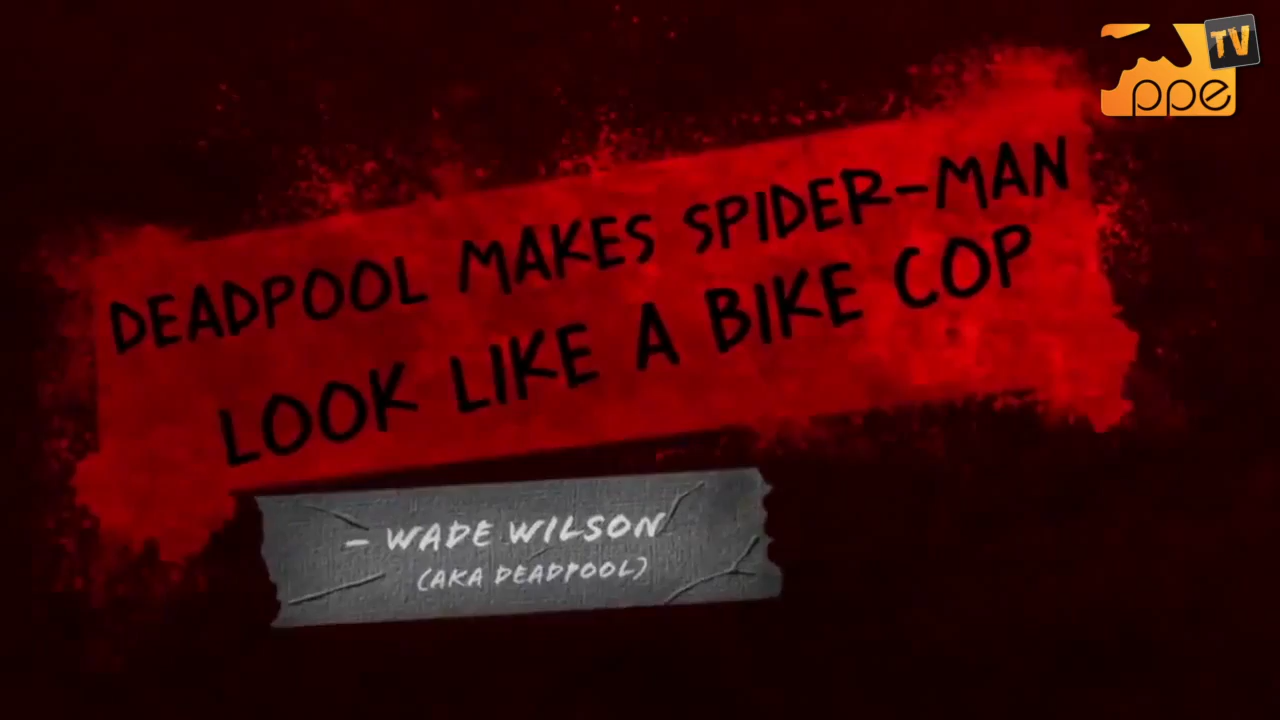 TV
ppe
DEADPOOL MAKES SPIDER-MAN
LOOK LIKE A BIKE COP
- WADE WILSON
(AKA DEADPOOL)